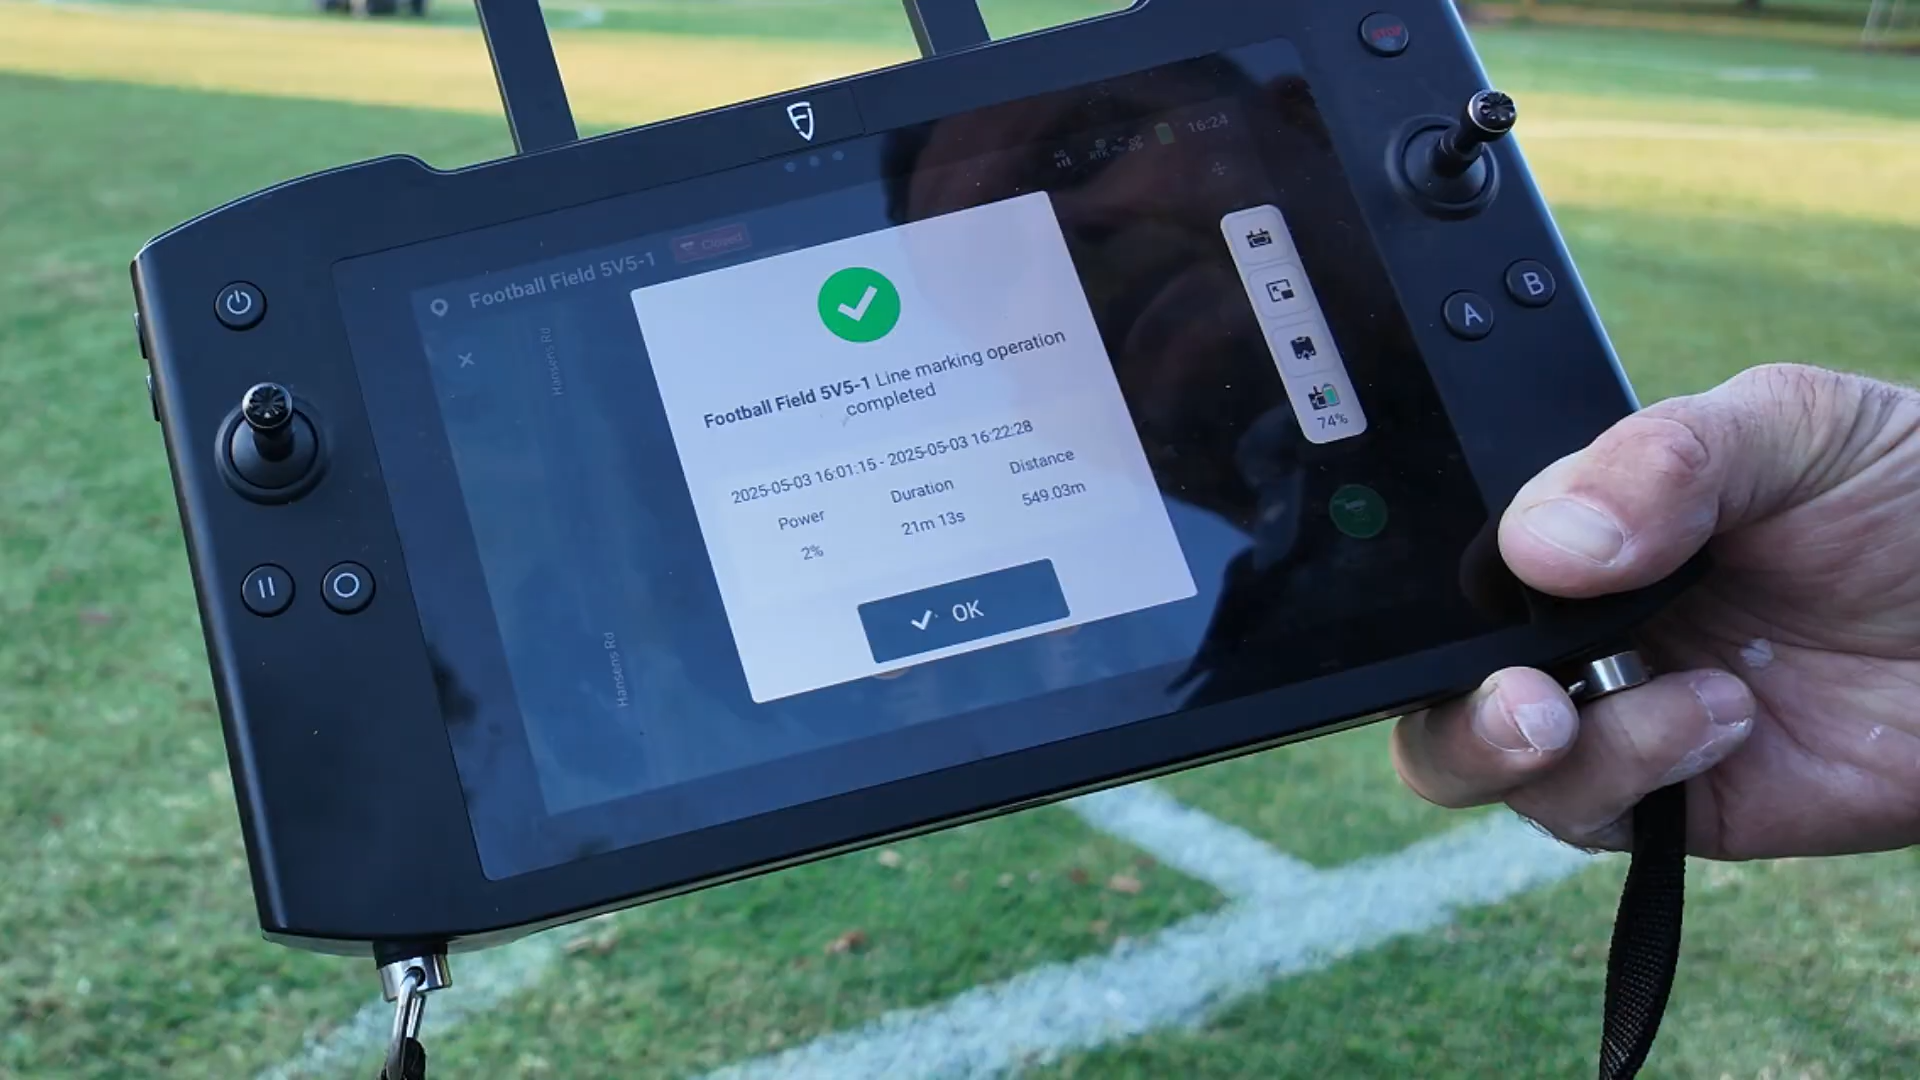 STOP
16:24
4G
RTK
Football Field 5V5-1
Closed
Hansens Rd
Football Field 5V5-1 Line marking operation
completed
2025-05-03 16:01:15 - 2025-05-03 16:22:28
Power
Duration
Distance
2%
21m 13s
549.03m
OK
74%
Hansens Rd
A
B